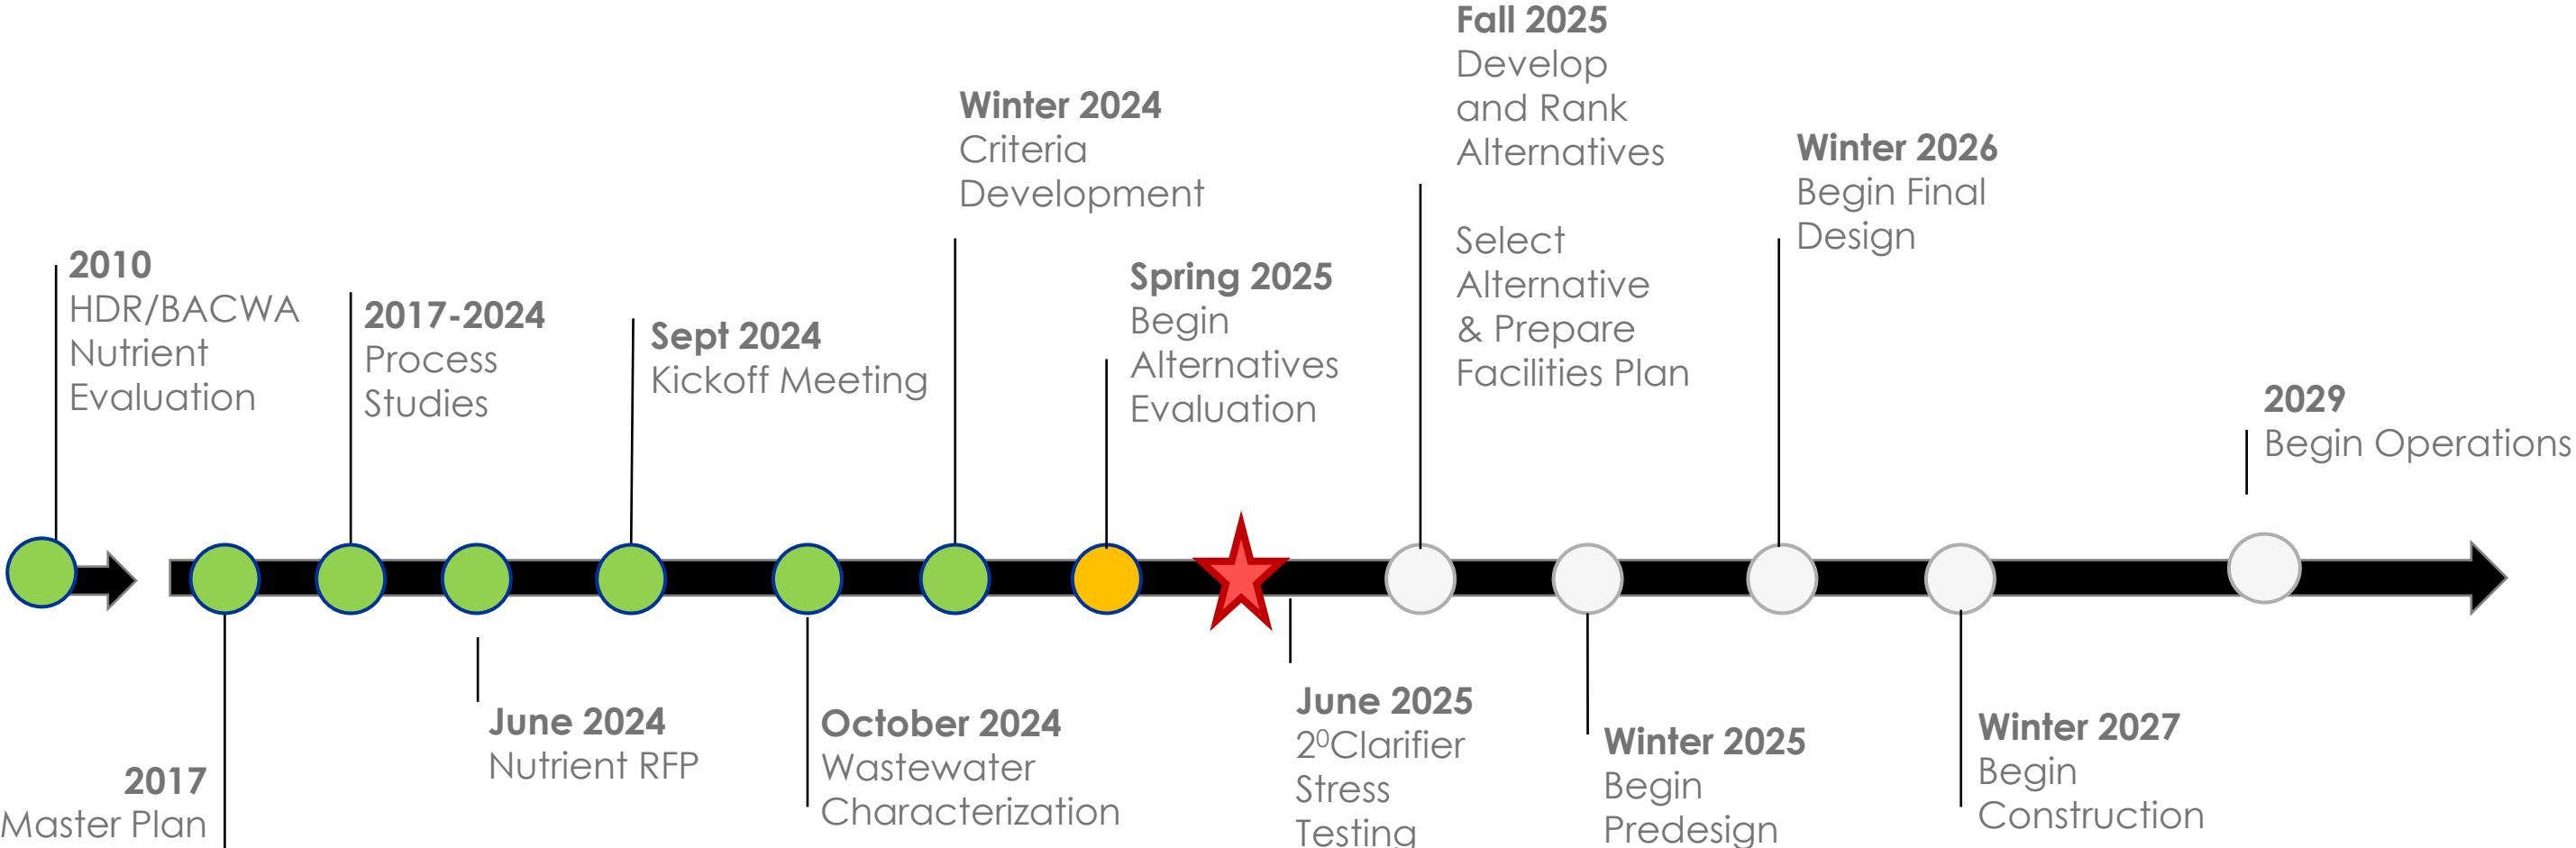 2010
HDR/BACWA
Nutrient
Evaluation
2017
Master Plan
2017-2024
Process
Studies
June 2024
Nutrient RFP
Sept 2024
Kickoff Meeting
October 2024
Wastewater
Characterization
Winter 2024
Criteria
Development
Spring 2025
Begin
Alternatives
Evaluation
June 2025
2⁰Clarifier
Stress
Testing
Fall 2025
Develop
and Rank
Alternatives
Select
Alternative
& Prepare
Facilities Plan
Winter 2025
Begin
Predesign
Winter 2026
Begin Final
Design
Winter 2027
Begin
Construction
2029
Begin Operations